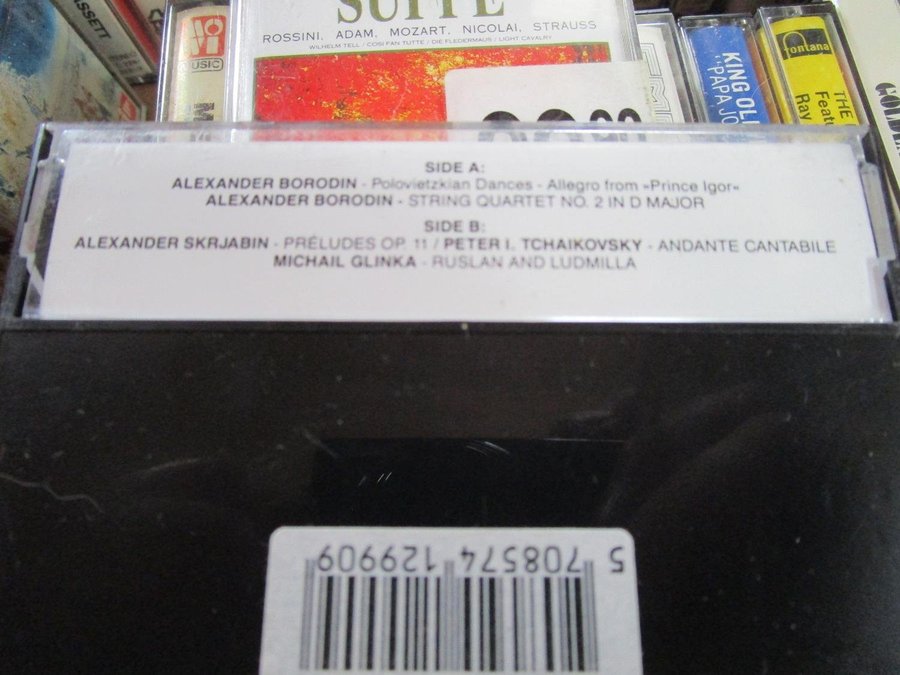 SUITE
ROSSINI, ADAM, MOZART, NICOLAI, STRAUSS
WILHELM TELL / COSI FAN TUTTE / DIE FLEDERMAUS / LIGHT CAVALRY
MUSIC
KING OLI
"PAPA JO
fontana
THE
Featu
Ray
SIDE A:
ALEXANDER BORODIN - Polovietzkian Dances - Allegro from »Prince Igor«
ALEXANDER BORODIN - STRING QUARTET NO. 2 IN D MAJOR
SIDE B:
ALEXANDER SKRJABIN - PRÉLUDES OP. 11 / PETER I. TCHAIKOVSKY - ANDANTE CANTABILE
MICHAIL GLINKA - RUSLAN AND LUDMILLA
5 708574 129909